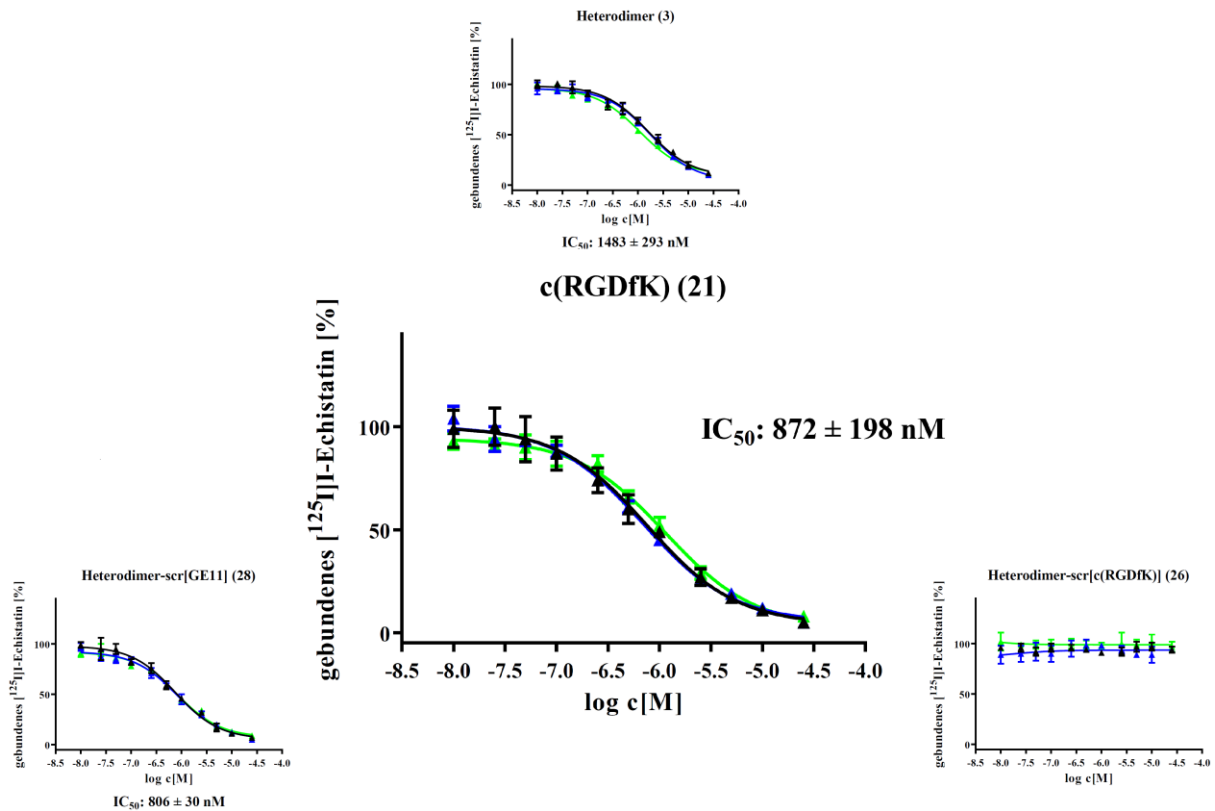 Heterodimer (3)
gebundenes [¹²⁵I]I-Echistatin [%]
100
50
0
-8.5 -8.0 -7.5 -7.0 -6.5 -6.0 -5.5 -5.0 -4.5 -4.0
log c[M]
IC₅₀: 1483 ± 293 nM
c(RGDfK) (21)
gebundenes [¹²⁵I]I-Echistatin [%]
100
50
0
IC₅₀: 872 ± 198 nM
-8.5 -8.0 -7.5 -7.0 -6.5 -6.0 -5.5 -5.0 -4.5 -4.0
log c[M]
Heterodimer-scr[GE11] (28)
gebundenes [¹²⁵I]I-Echistatin [%]
100
50
0
-8.5 -8.0 -7.5 -7.0 -6.5 -6.0 -5.5 -5.0 -4.5 -4.0
log c[M]
IC₅₀: 806 ± 30 nM
Heterodimer-scr[c(RGDfK)] (26)
gebundenes [¹²⁵I]I-Echistatin [%]
100
50
0
-8.5 -8.0 -7.5 -7.0 -6.5 -6.0 -5.5 -5.0 -4.5 -4.0
log c[M]